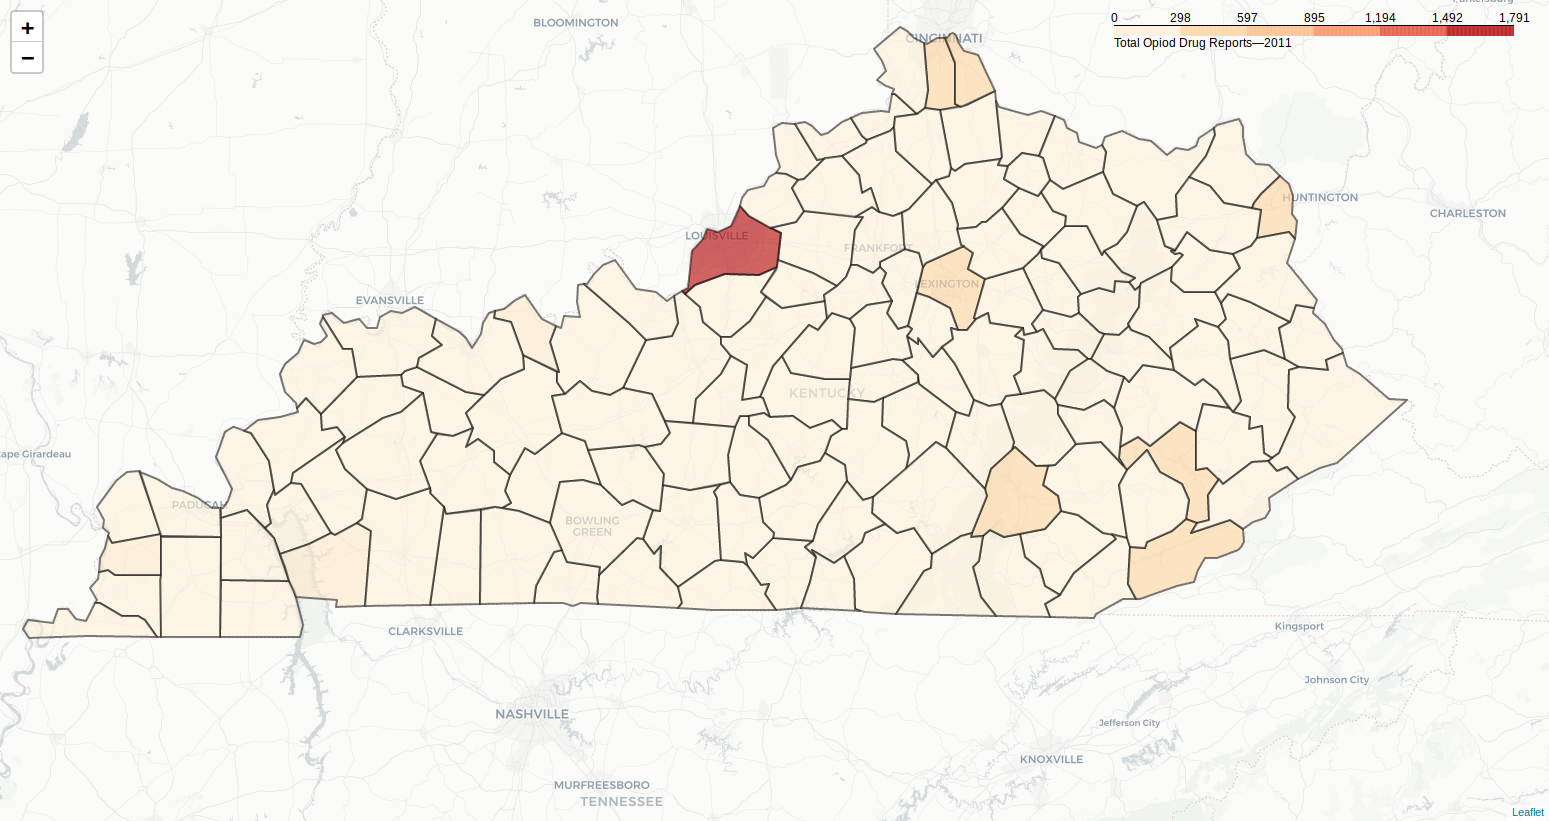 +
−
BLOOMINGTON
CINCINNATI
0 298 597 895 1,194 1,492 1,791
Total Opiod Drug Reports—2011
HUNTINGTON
CHARLESTON
LOUISVILLE
FRANKFORT
LEXINGTON
EVANSVILLE
KENTUCKY
Cape Girardeau
PADUCAH
BOWLING
GREEN
CLARKSVILLE
Kingsport
Johnson City
NASHVILLE
Jefferson City
KNOXVILLE
MURFREESBORO
TENNESSEE
Leaflet